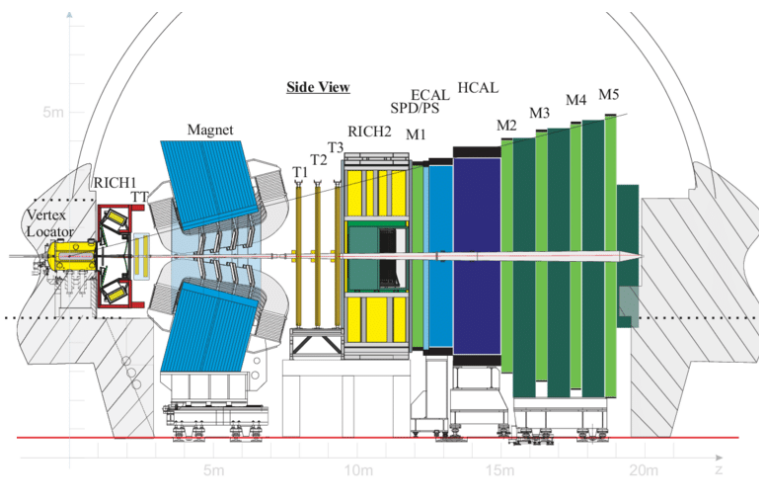 y
5m
Side View
ECAL
HCAL
SPD/PS
M1
M2
M3
M4
M5
Magnet
RICH2
T3
T2
T1
RICH1
TT
Vertex
Locator
5m
10m
15m
20m
z